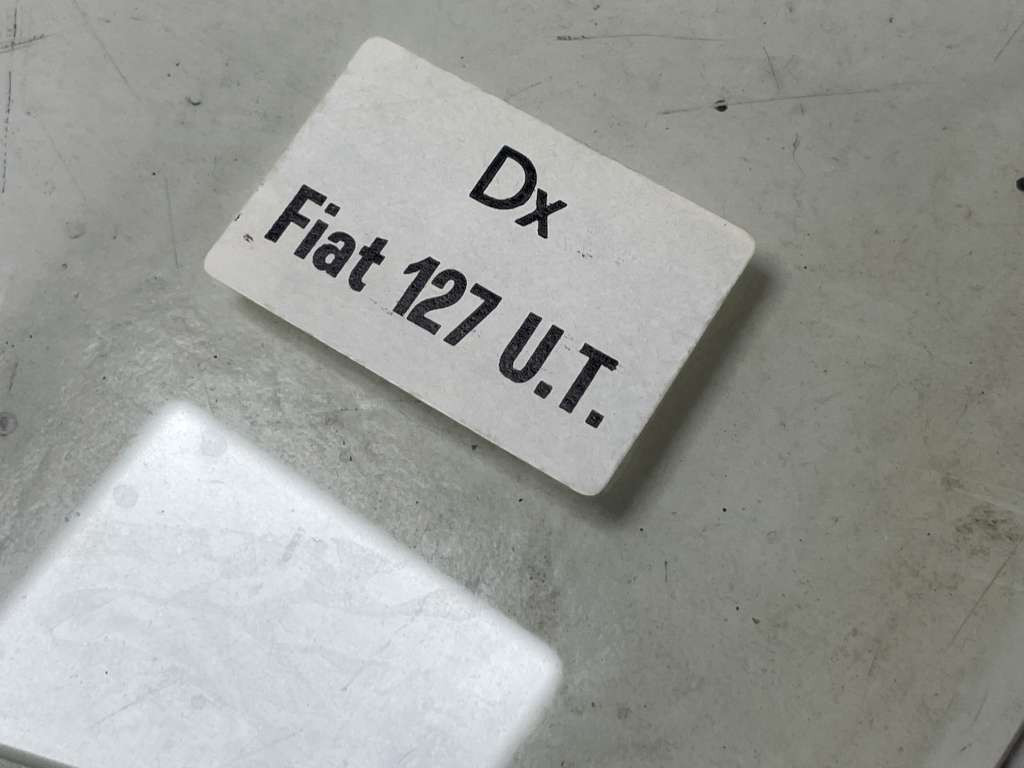 Dx
Fiat 127 U.T.